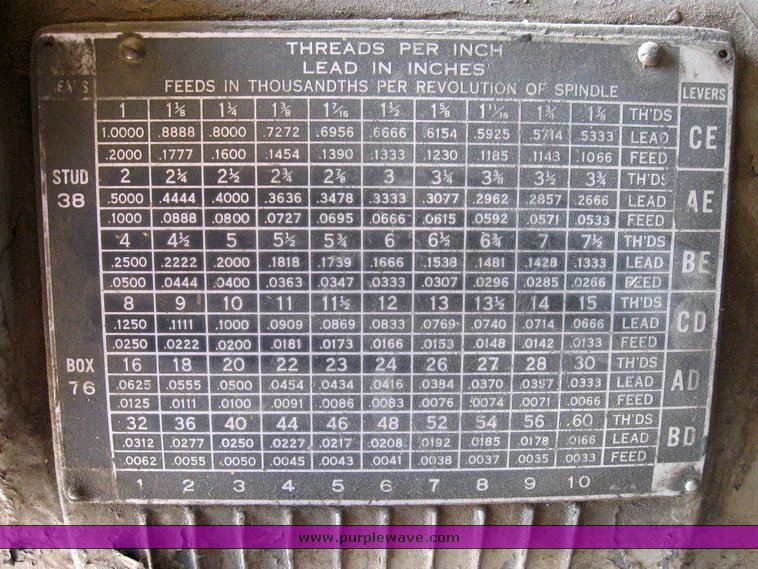 THREADS PER INCH
LEAD IN INCHES
FEEDS IN THOUSANDTHS PER REVOLUTION OF SPINDLE
LEVERS
1 1⅛ 1¼ 1⅜ 1⁷⁄₁₆ 1½ 1⅝ 1¹¹⁄₁₆ 1¾ 1⅞ TH'DS
1.0000 .8888 .8000 .7272 .6956 .6666 .6154 .5925 .5714 .5333 LEAD CE
.2000 .1777 .1600 .1454 .1390 .1333 .1230 .1185 .1143 .1066 FEED
STUD 2 2¼ 2½ 2¾ 2⅞ 3 3¼ 3⅜ 3½ 3¾ TH'DS
38 .5000 .4444 .4000 .3636 .3478 .3333 .3077 .2962 .2857 .2666 LEAD AE
.1000 .0888 .0800 .0727 .0695 .0666 .0615 .0592 .0571 .0533 FEED
4 4½ 5 5½ 5¾ 6 6½ 6¾ 7 7½ TH'DS
.2500 .2222 .2000 .1818 .1739 .1666 .1538 .1481 .1428 .1333 LEAD BE
.0500 .0444 .0400 .0363 .0347 .0333 .0307 .0296 .0285 .0266 FEED
8 9 10 11 11½ 12 13 13½ 14 15 TH'DS
.1250 .1111 .1000 .0909 .0869 .0833 .0769 .0740 .0714 .0666 LEAD CD
.0250 .0222 .0200 .0181 .0173 .0166 .0153 .0148 .0142 .0133 FEED
BOX 16 18 20 22 23 24 26 27 28 30 TH'DS
76 .0625 .0555 .0500 .0454 .0434 .0416 .0384 .0370 .0357 .0333 LEAD AD
.0125 .0111 .0100 .0091 .0086 .0083 .0076 .0074 .0071 .0066 FEED
32 36 40 44 46 48 52 54 56 60 TH'DS
.0312 .0277 .0250 .0227 .0217 .0208 .0192 .0185 .0178 .0166 LEAD BD
.0062 .0055 .0050 .0045 .0043 .0041 .0038 .0037 .0035 .0033 FEED
1 2 3 4 5 6 7 8 9 10
www.purplewave.com